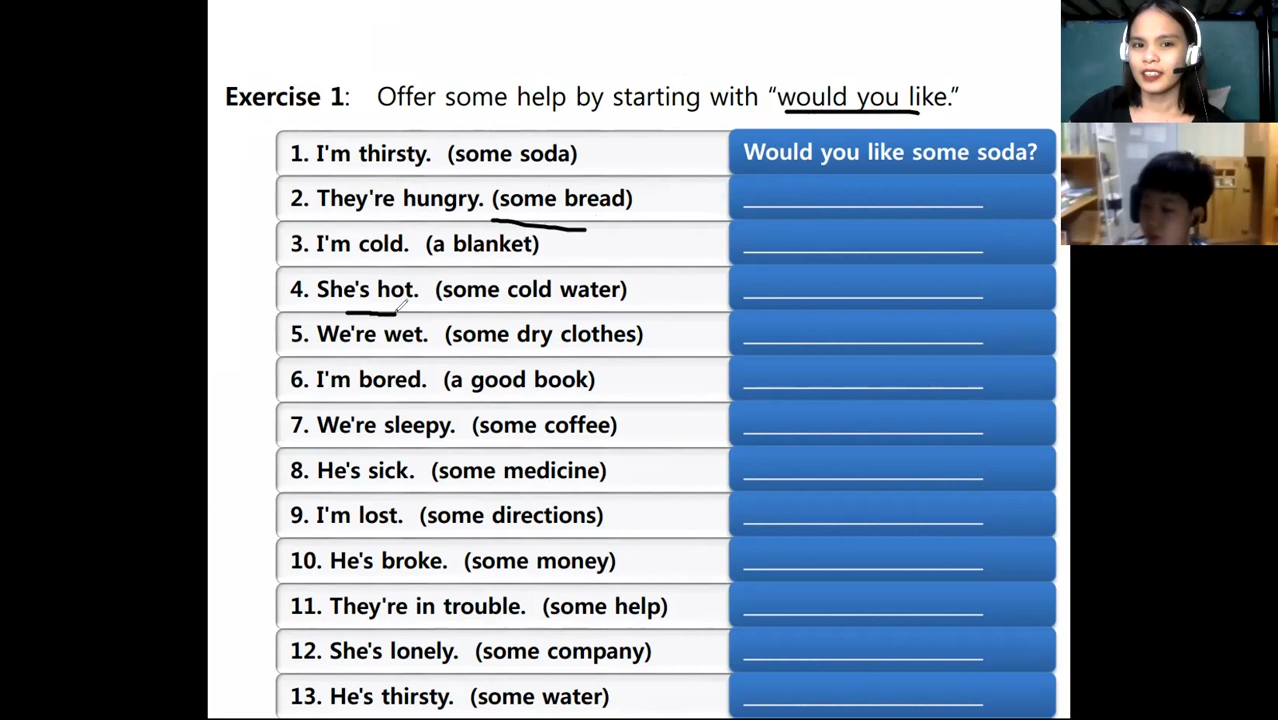 Exercise 1: Offer some help by starting with “would you like.”
1. I'm thirsty. (some soda) Would you like some soda?
2. They're hungry. (some bread)
3. I'm cold. (a blanket)
4. She's hot. (some cold water)
5. We're wet. (some dry clothes)
6. I'm bored. (a good book)
7. We're sleepy. (some coffee)
8. He's sick. (some medicine)
9. I'm lost. (some directions)
10. He's broke. (some money)
11. They're in trouble. (some help)
12. She's lonely. (some company)
13. He's thirsty. (some water)